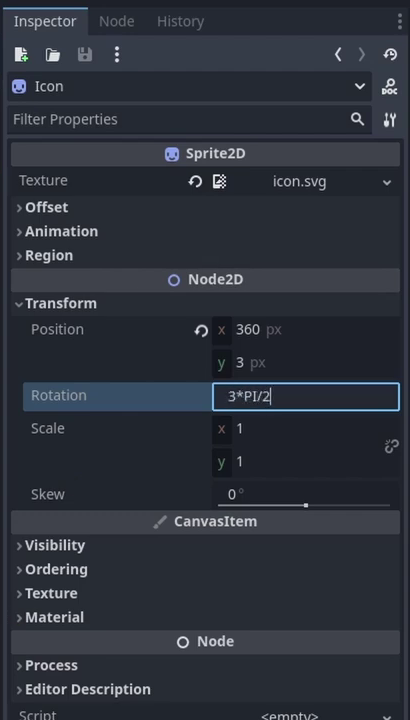 Inspector Node History
Icon
DOC
Filter Properties
Sprite2D
Texture icon.svg
Offset
Animation
Region
Node2D
Transform
Position x 360 px
y 3 px
Rotation 3*PI/2
Scale x 1
y 1
Skew 0 °
CanvasItem
Visibility
Ordering
Texture
Material
Node
Process
Editor Description
Script <empty>